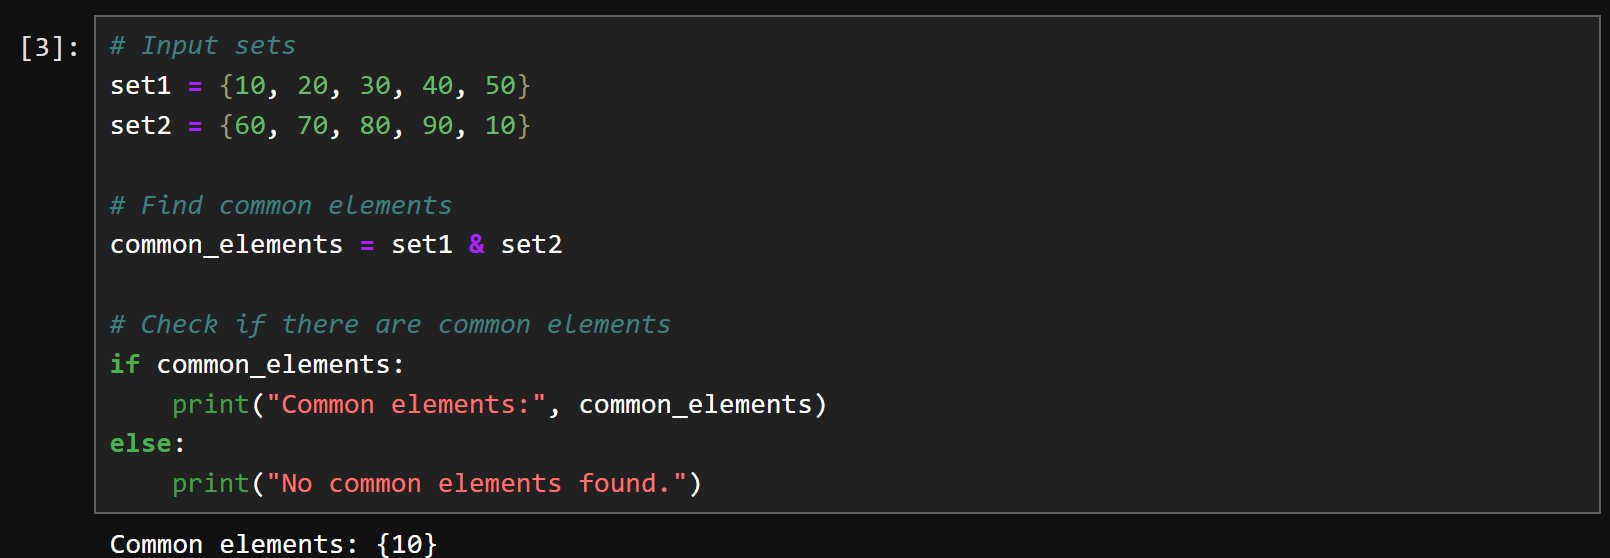 [3]:
# Input sets
set1 = {10, 20, 30, 40, 50}
set2 = {60, 70, 80, 90, 10}
# Find common elements
common_elements = set1 & set2
# Check if there are common elements
if common_elements:
    print("Common elements:", common_elements)
else:
    print("No common elements found.")
Common elements: {10}